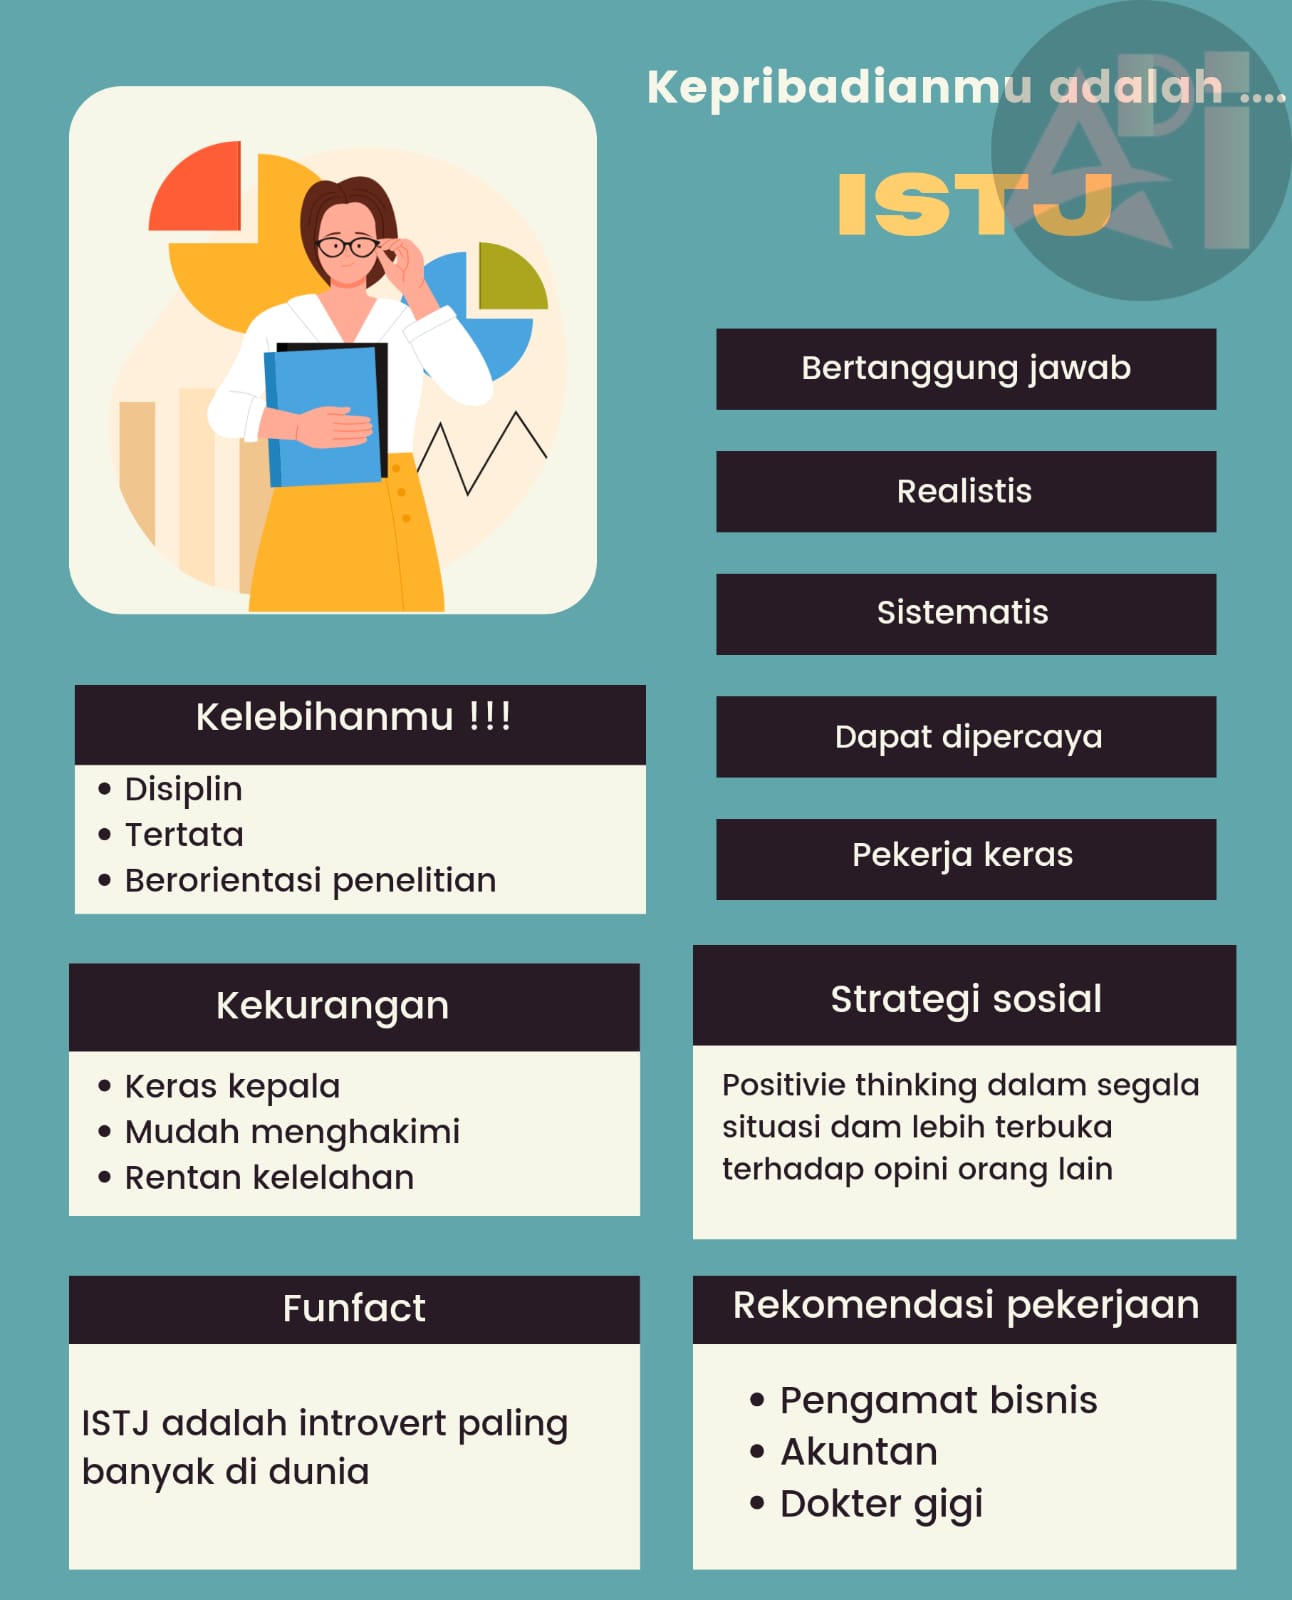 Kepribadianmu adalah ....
ISTJ
ADI
Bertanggung jawab
Realistis
Sistematis
Dapat dipercaya
Pekerja keras
Kelebihanmu !!!
• Disiplin
• Tertata
• Berorientasi penelitian
Kekurangan
• Keras kepala
• Mudah menghakimi
• Rentan kelelahan
Strategi sosial
Positivie thinking dalam segala
situasi dam lebih terbuka
terhadap opini orang lain
Funfact
ISTJ adalah introvert paling
banyak di dunia
Rekomendasi pekerjaan
• Pengamat bisnis
• Akuntan
• Dokter gigi